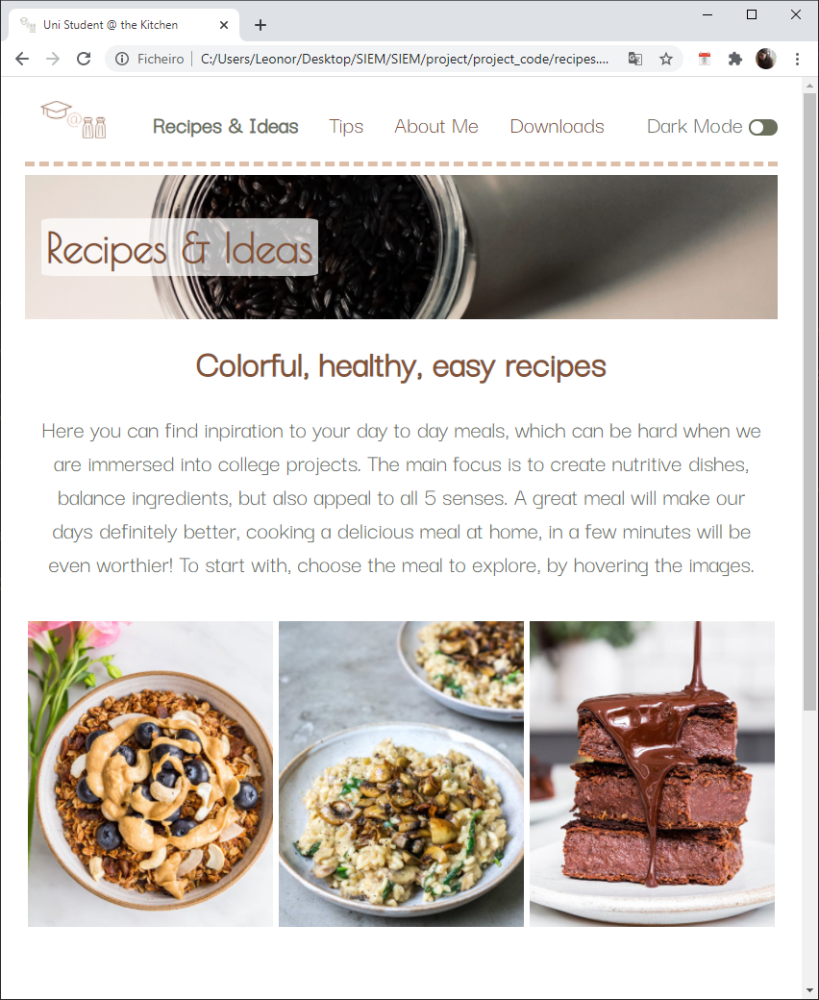 Uni Student @ the Kitchen
Ficheiro | C:/Users/Leonor/Desktop/SIEM/SIEM/project/project_code/recipes....
@
Recipes & Ideas Tips About Me Downloads Dark Mode
Recipes & Ideas
Colorful, healthy, easy recipes
Here you can find inpiration to your day to day meals, which can be hard when we
are immersed into college projects. The main focus is to create nutritive dishes,
balance ingredients, but also appeal to all 5 senses. A great meal will make our
days definitely better, cooking a delicious meal at home, in a few minutes will be
even worthier! To start with, choose the meal to explore, by hovering the images.